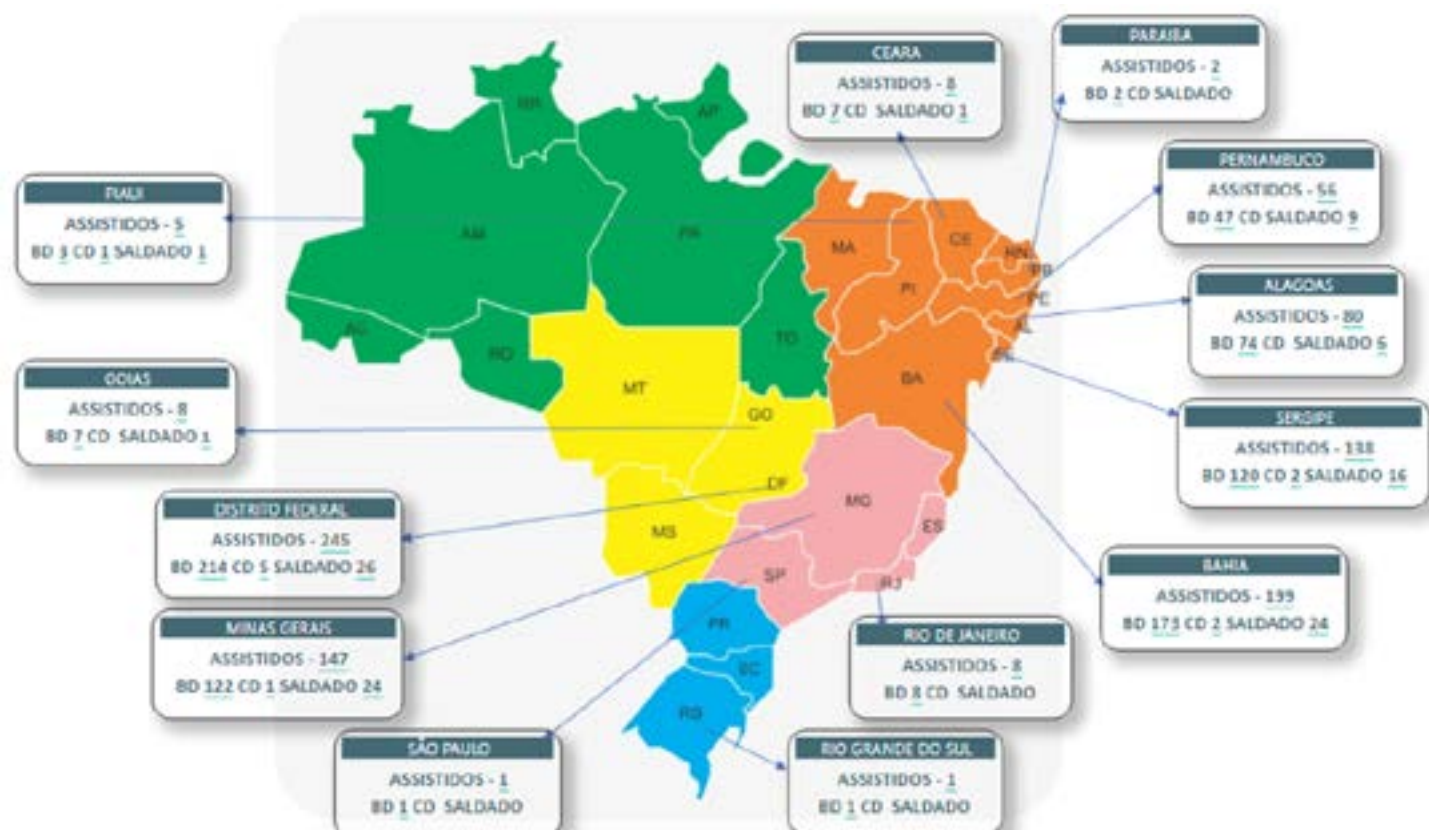 CEARA
ASSISTIDOS - 8
BD 7 CD SALDADO 1
PARAIBA
ASSISTIDOS - 2
BD 2 CD SALDADO
PERNAMBUCO
ASSISTIDOS - 56
BD 47 CD SALDADO 9
PIAUI
ASSISTIDOS - 5
BD 3 CD 1 SALDADO 1
ALAGOAS
ASSISTIDOS - 80
BD 74 CD SALDADO 6
GOIAS
ASSISTIDOS - 8
BD 7 CD SALDADO 1
SERGIPE
ASSISTIDOS - 138
BD 120 CD 2 SALDADO 16
DISTRITO FEDERAL
ASSISTIDOS - 245
BD 214 CD 5 SALDADO 26
BAHIA
ASSISTIDOS - 199
BD 173 CD 2 SALDADO 24
MINAS GERAIS
ASSISTIDOS - 147
BD 122 CD 1 SALDADO 24
RIO DE JANEIRO
ASSISTIDOS - 8
BD 8 CD SALDADO
SÃO PAULO
ASSISTIDOS - 1
BD 1 CD SALDADO
RIO GRANDE DO SUL
ASSISTIDOS - 1
BD 1 CD SALDADO
RR
AP
AM
PA
MA
CE
RN
PB
PI
PE
AL
SE
AC
RO
TO
MT
BA
GO
DF
MG
MS
ES
SP
RJ
PR
SC
RS